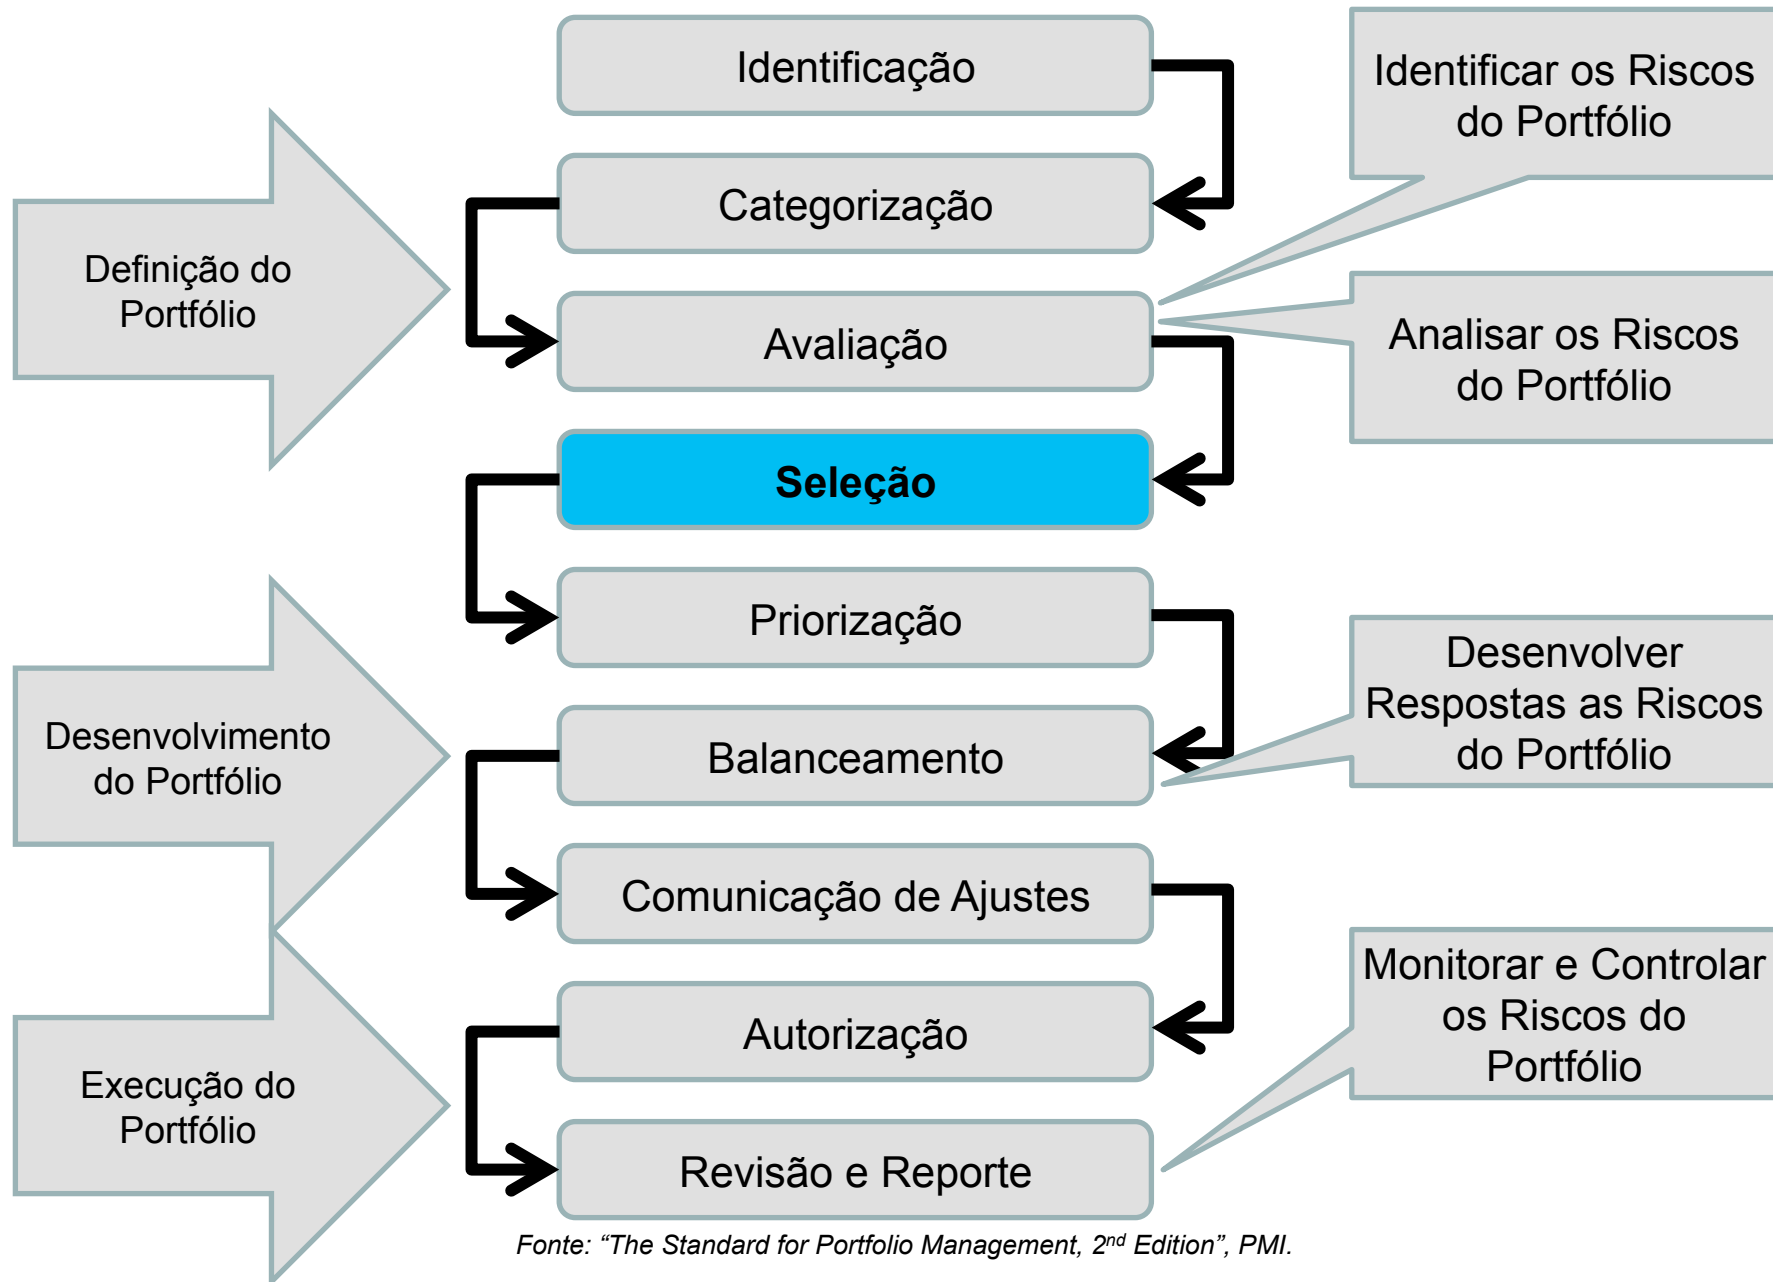 Identificação
Categorização
Avaliação
Seleção
Priorização
Balanceamento
Comunicação de Ajustes
Autorização
Revisão e Reporte
Definição do
Portfólio
Desenvolvimento
do Portfólio
Execução do
Portfólio
Identificar os Riscos
do Portfólio
Analisar os Riscos
do Portfólio
Desenvolver
Respostas as Riscos
do Portfólio
Monitorar e Controlar
os Riscos do
Portfólio
Fonte: “The Standard for Portfolio Management, 2nd Edition”, PMI.